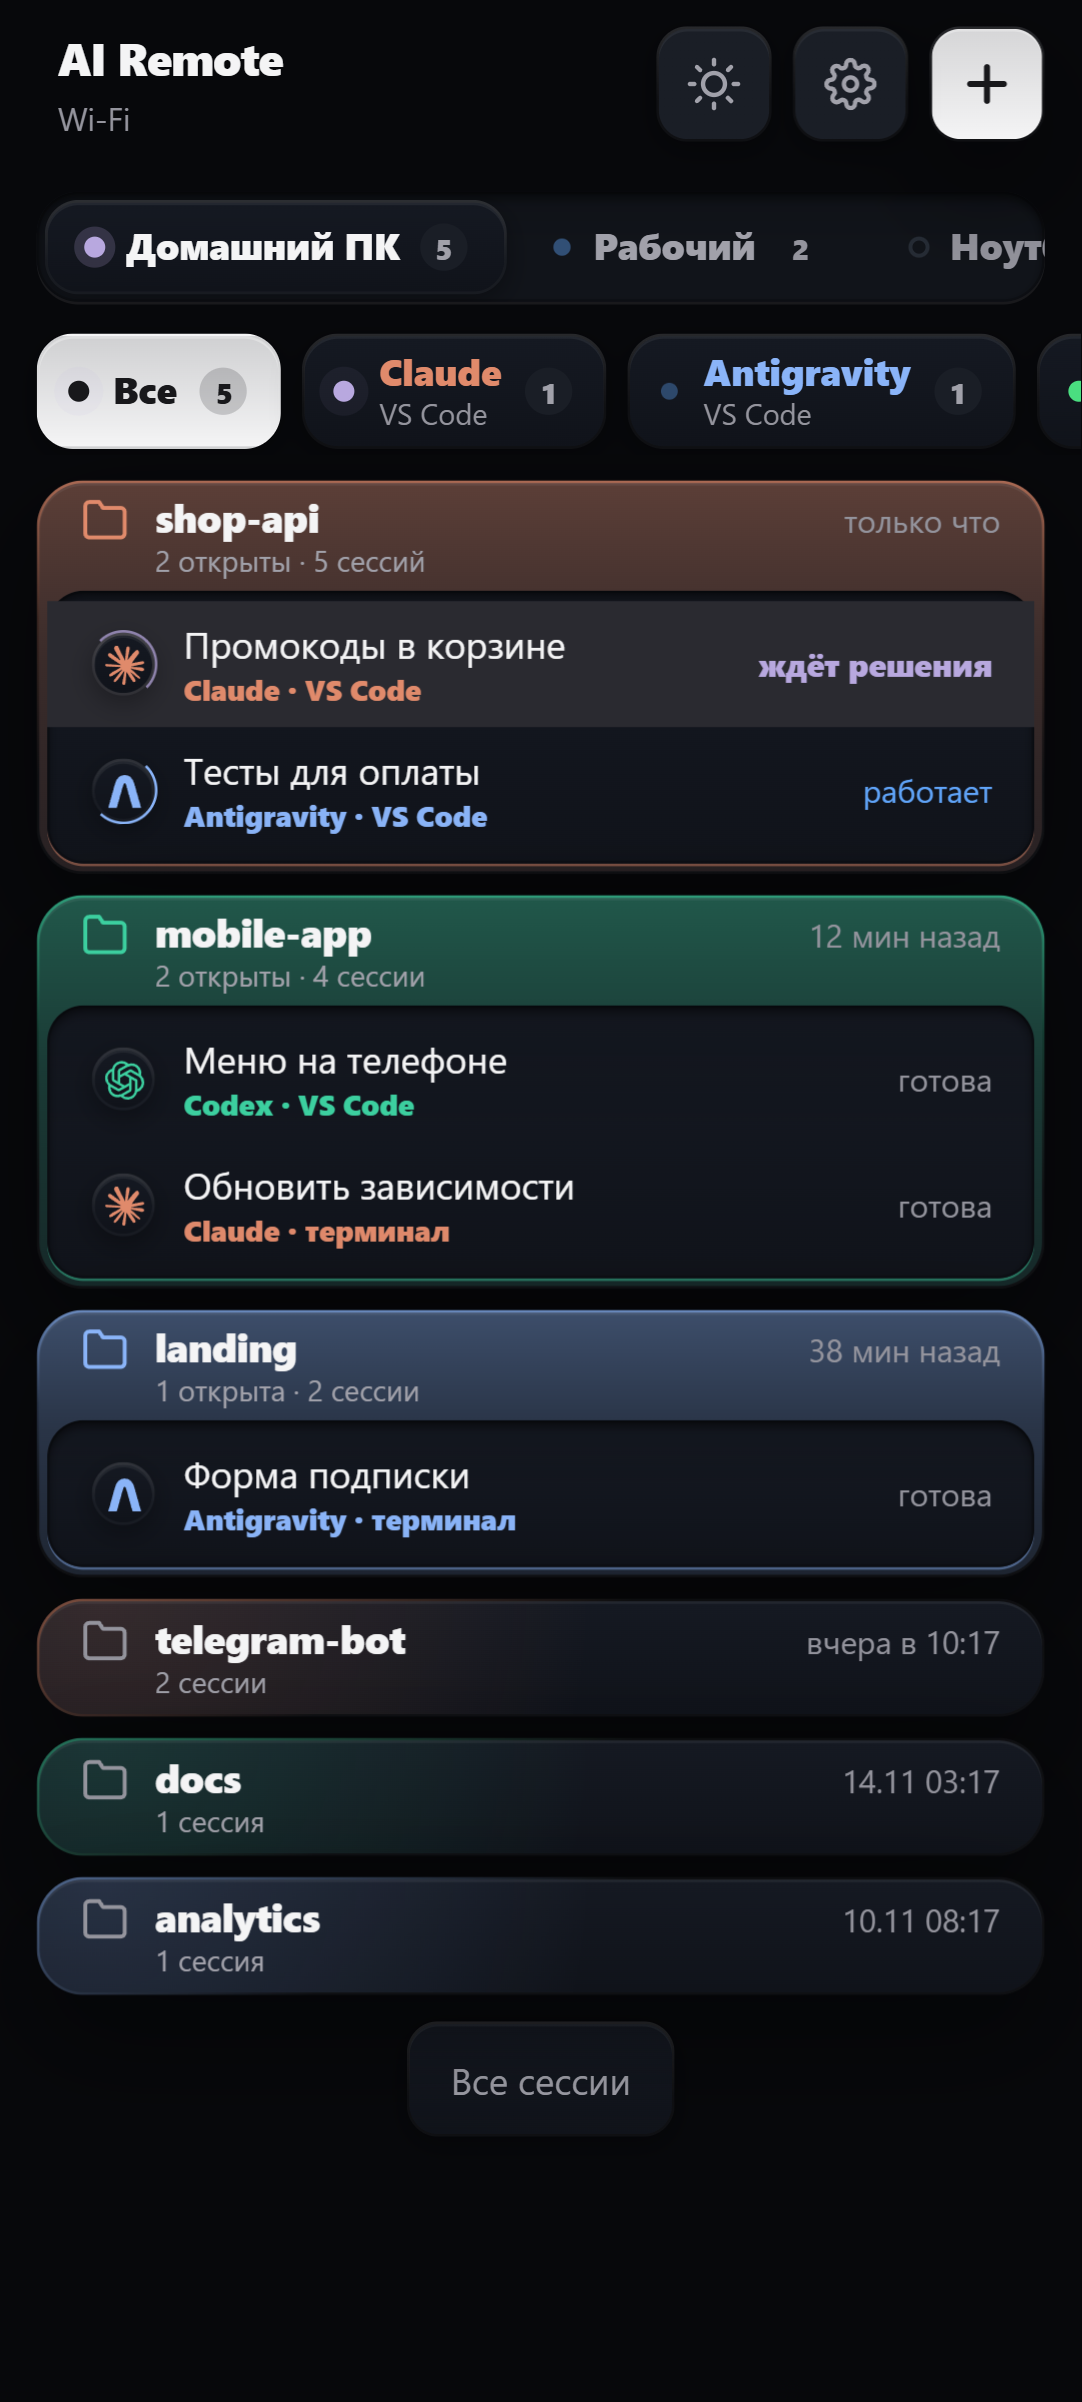 AI Remote
Wi-Fi
Домашний ПК 5 Рабочий 2
Все 5
Claude
VS Code
1
Antigravity
VS Code
1
shop-api
только что
2 открыты · 5 сессий
Промокоды в корзине
Claude · VS Code
ждёт решения
Тесты для оплаты
Antigravity · VS Code
работает
mobile-app
12 мин назад
2 открыты · 4 сессии
Меню на телефоне
Codex · VS Code
готова
Обновить зависимости
Claude · терминал
готова
landing
38 мин назад
1 открыта · 2 сессии
Форма подписки
Antigravity · терминал
готова
telegram-bot
вчера в 10:17
2 сессии
docs
14.11 03:17
1 сессия
analytics
10.11 08:17
1 сессия
Все сессии